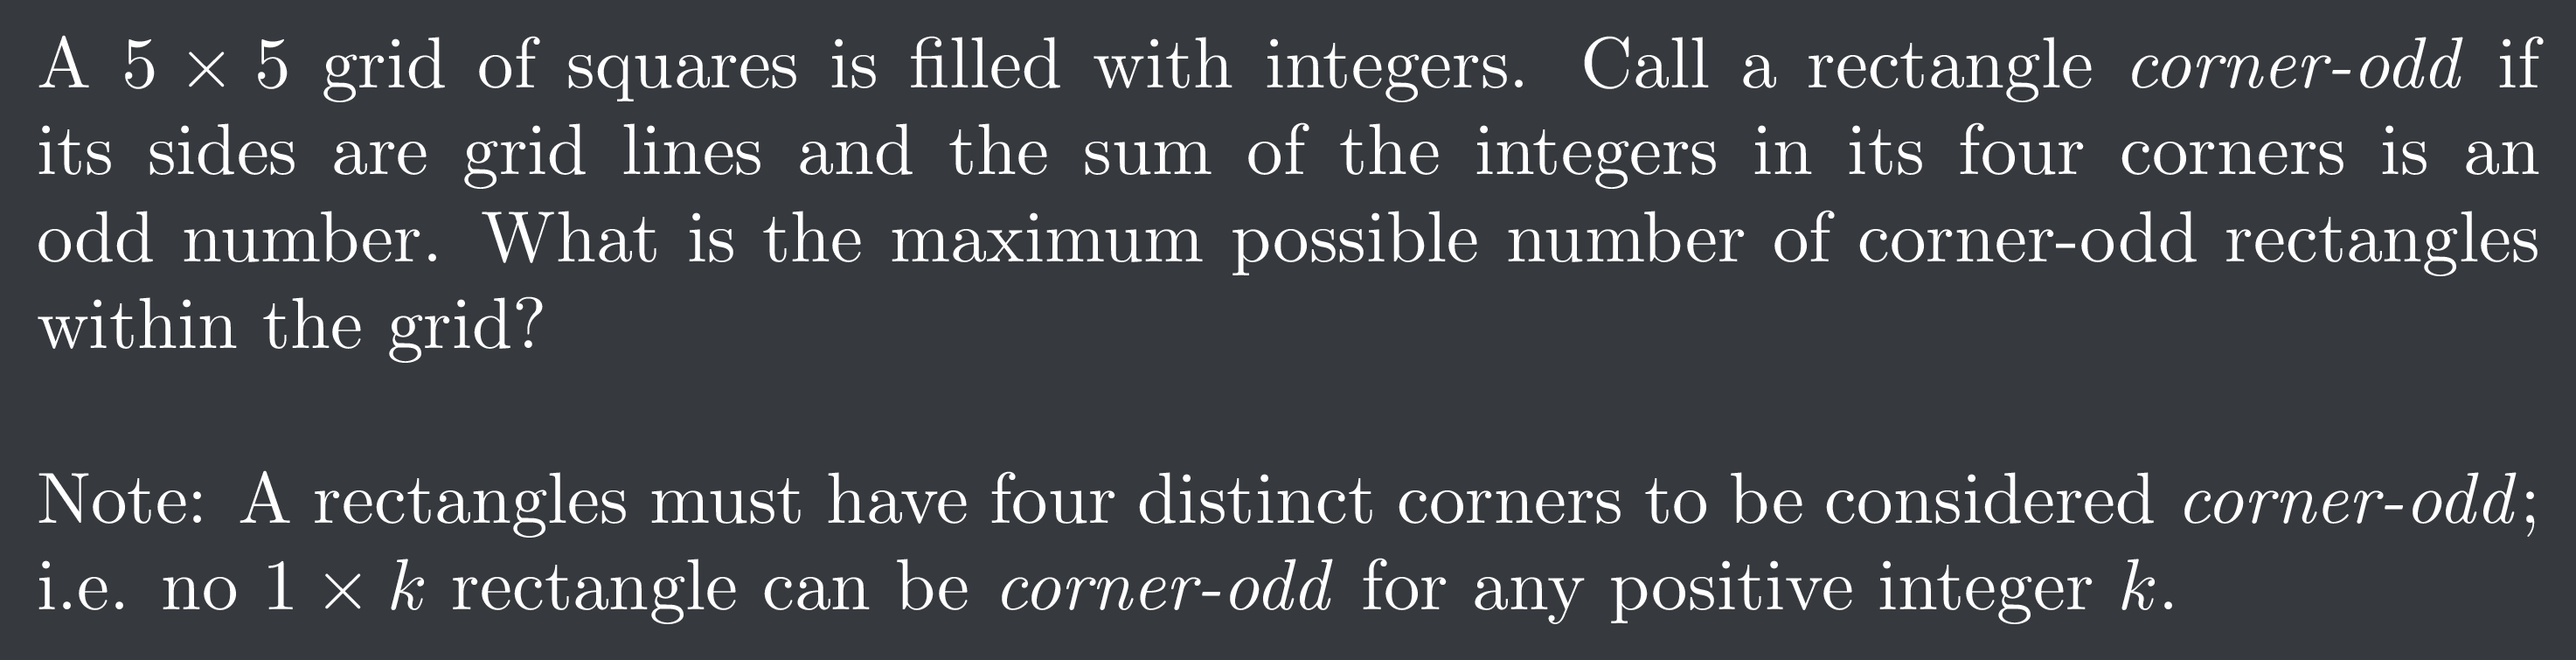 A 5 × 5 grid of squares is filled with integers. Call a rectangle corner-odd if
its sides are grid lines and the sum of the integers in its four corners is an
odd number. What is the maximum possible number of corner-odd rectangles
within the grid?
Note: A rectangles must have four distinct corners to be considered corner-odd;
i.e. no 1 × k rectangle can be corner-odd for any positive integer k.